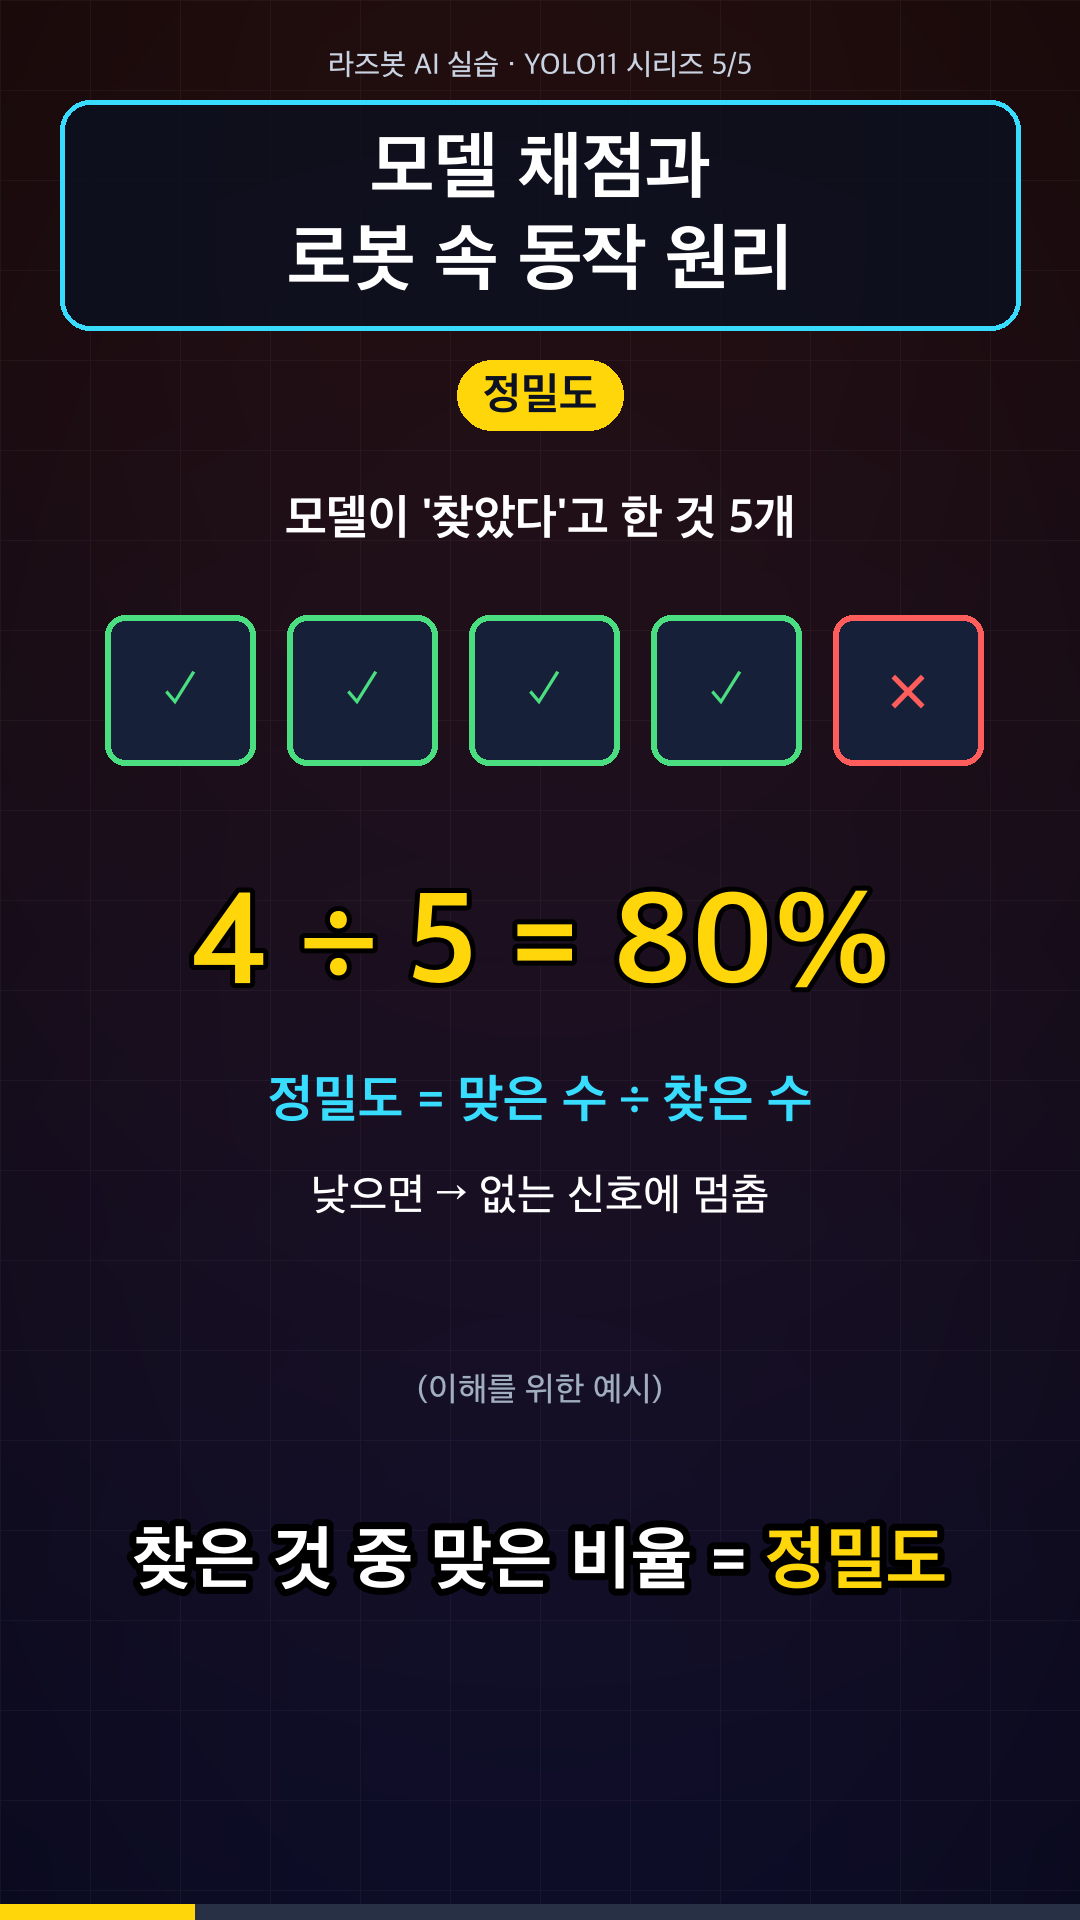 라즈봇 AI 실습 · YOLO11 시리즈 5/5
모델 채점과
로봇 속 동작 원리
정밀도
모델이 '찾았다'고 한 것 5개
✓ ✓ ✓ ✓ ✕
4 ÷ 5 = 80%
정밀도 = 맞은 수 ÷ 찾은 수
낮으면 → 없는 신호에 멈춤
(이해를 위한 예시)
찾은 것 중 맞은 비율 = 정밀도